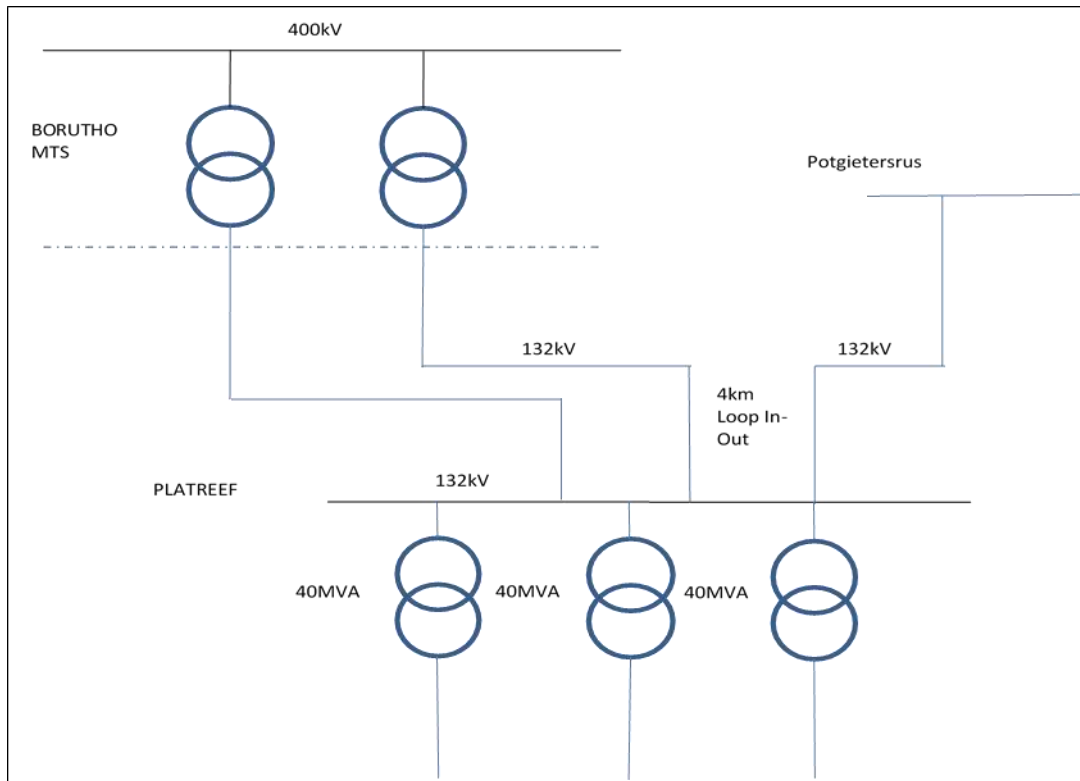 400kV
BORUTHO
MTS
Potgietersrus
132kV
132kV
4km
Loop In-
Out
PLATREEF
132kV
40MVA
40MVA
40MVA